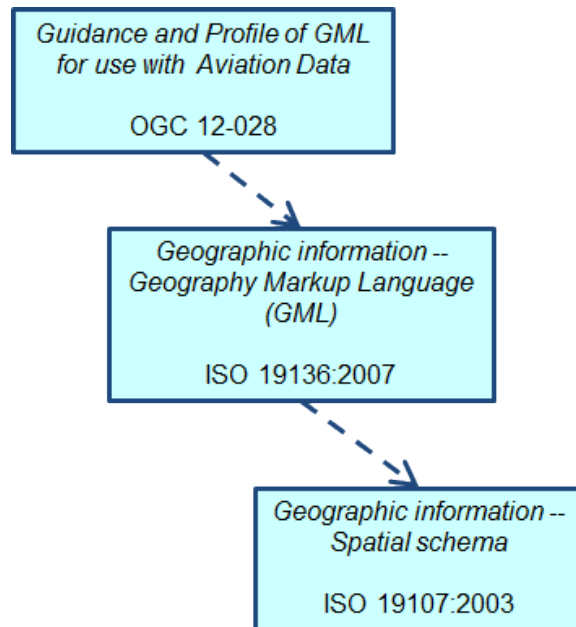 Guidance and Profile of GML
for use with Aviation Data
OGC 12-028
Geographic information --
Geography Markup Language
(GML)
ISO 19136:2007
Geographic information --
Spatial schema
ISO 19107:2003